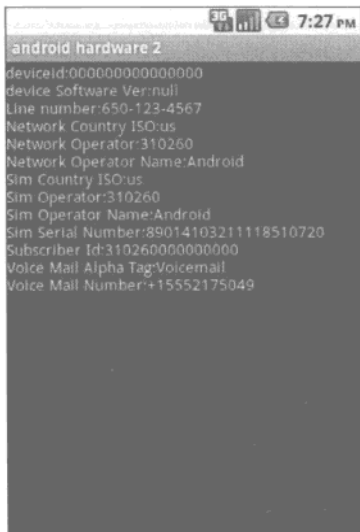 3G
7:27 PM
android hardware 2
deviceid:000000000000000
device Software Ver:null
Line number:650-123-4567
Network Country ISO:us
Network Operator:310260
Network Operator Name:Android
Sim Country ISO:us
Sim Operator:310260
Sim Operator Name:Android
Sim Serial Number:89014103211118510720
Subscriber Id:310260000000000
Voice Mail Alpha Tag:Voicemail
Voice Mail Number:+15552175049